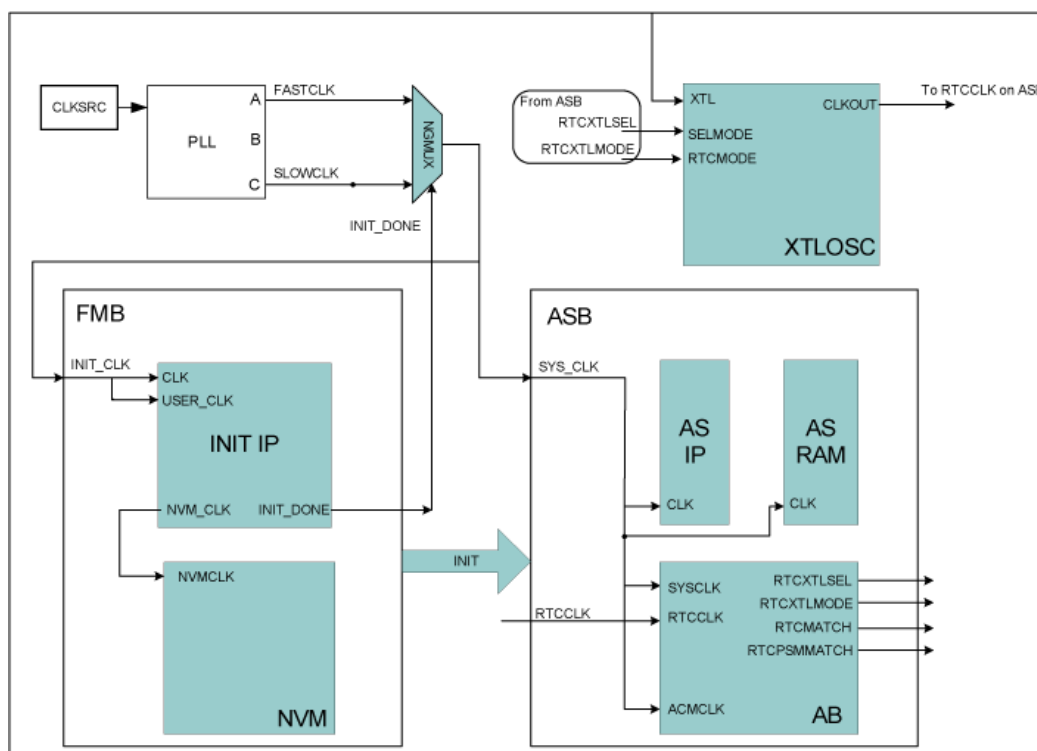 CLKSRC
PLL
A
B
C
FASTCLK
SLOWCLK
NGMUX
INIT_DONE
From ASB
RTCXTLSEL
RTCXTLMODE
XTL
SELMODE
RTCMODE
CLKOUT
XTLOSC
To RTCCLK on ASB
FMB
INIT_CLK
CLK
USER_CLK
INIT IP
NVM_CLK
INIT_DONE
NVMCLK
NVM
INIT
ASB
SYS_CLK
AS
IP
CLK
AS
RAM
CLK
RTCCLK
SYSCLK
RTCCLK
ACMCLK
RTCXTLSEL
RTCXTLMODE
RTCMATCH
RTCPSMMATCH
AB